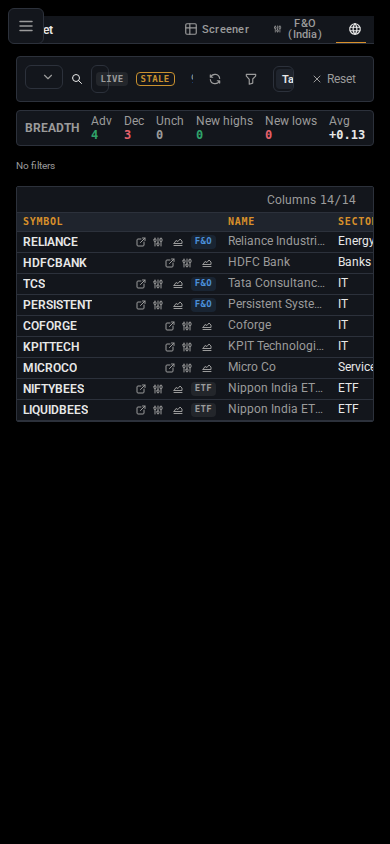 et Screener F&O (India)
LIVE STALE Ta Reset
BREADTH Adv 4 Dec 3 Unch 0 New highs 0 New lows 0 Avg +0.13
No filters
Columns 14/14
SYMBOL NAME SECTO
RELIANCE F&O Reliance Industri... Energy
HDFCBANK HDFC Bank Banks
TCS F&O Tata Consultanc... IT
PERSISTENT F&O Persistent Syste... IT
COFORGE Coforge IT
KPITTECH KPIT Technologi... IT
MICROCO Micro Co Service
NIFTYBEES ETF Nippon India ET... ETF
LIQUIDBEES ETF Nippon India ET... ETF